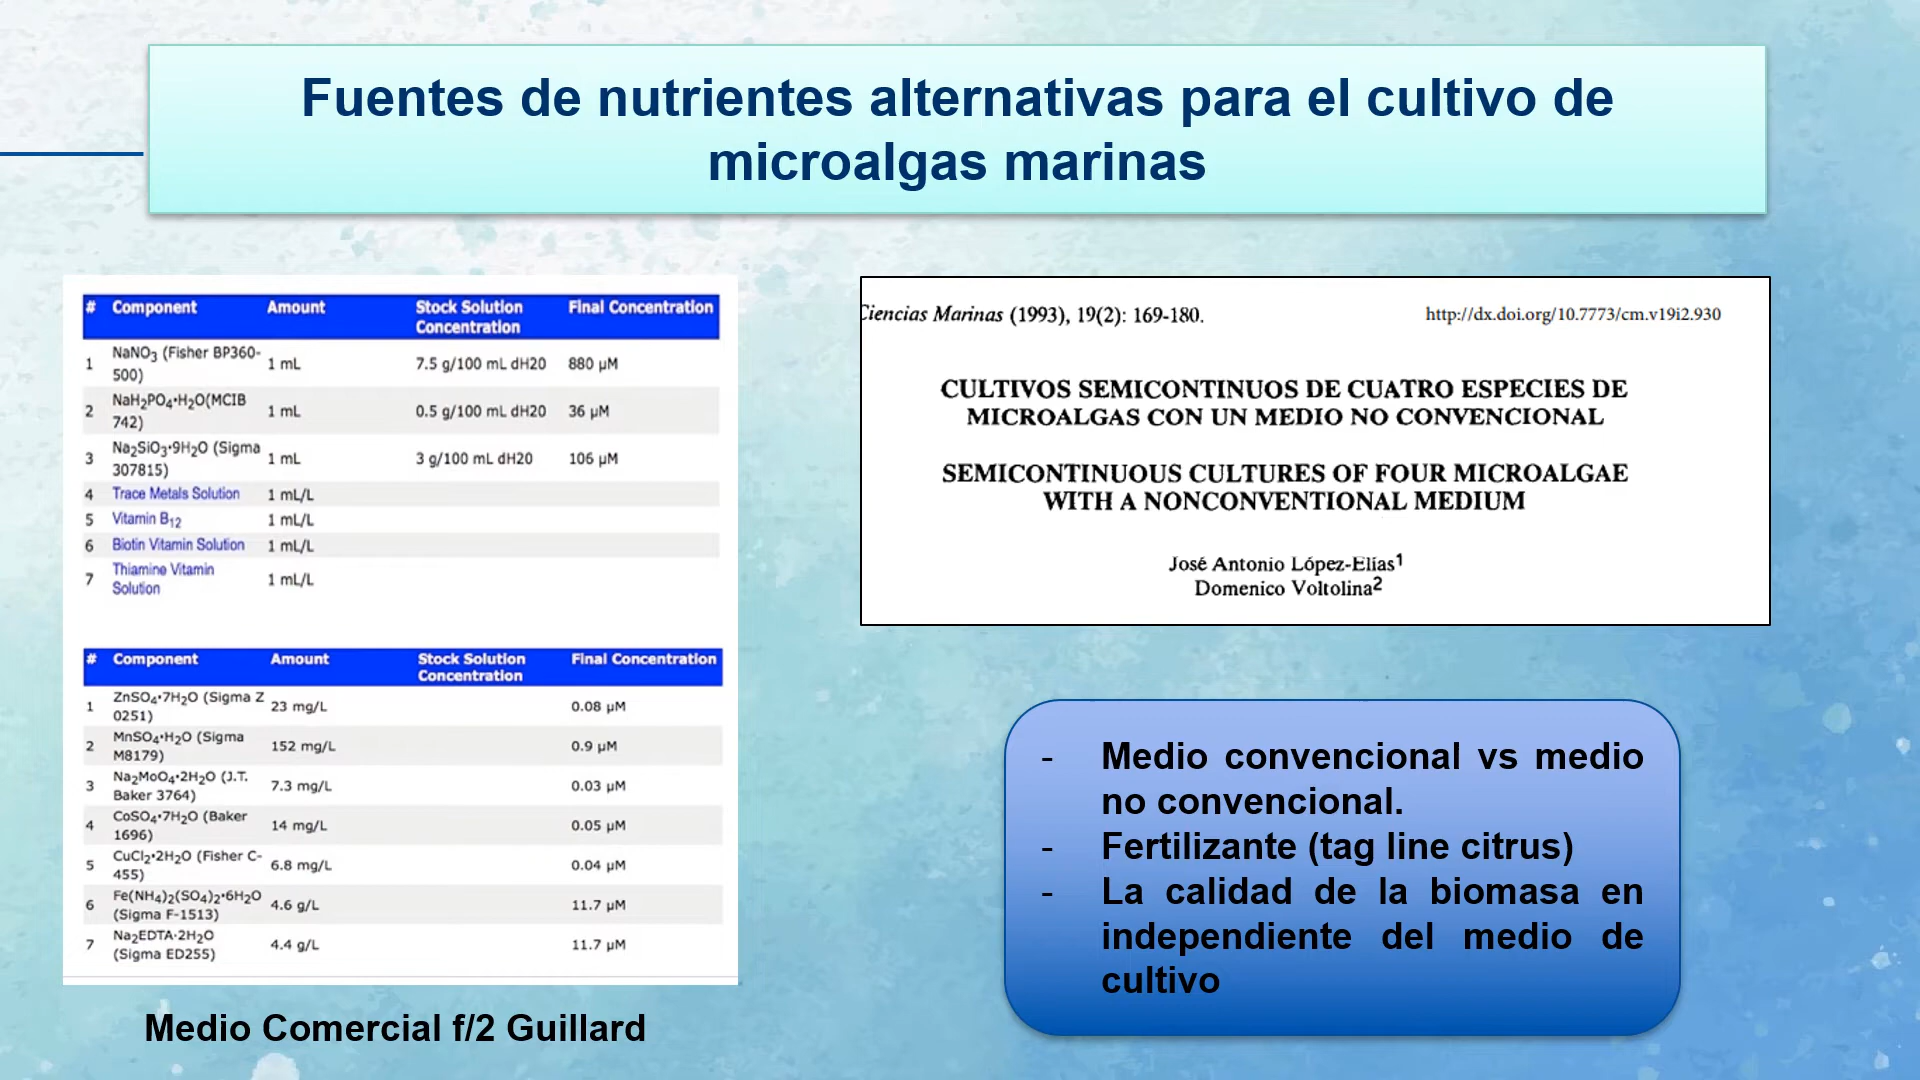 Fuentes de nutrientes alternativas para el cultivo de
microalgas marinas
# Component Amount Stock Solution Concentration Final Concentration
1 NaNO₃ (Fisher BP360-500) 1 mL 7.5 g/100 mL dH20 880 µM
2 NaH₂PO₄•H₂O(MCIB 742) 1 mL 0.5 g/100 mL dH20 36 µM
3 Na₂SiO₃•9H₂O (Sigma 307815) 1 mL 3 g/100 mL dH20 106 µM
4 Trace Metals Solution 1 mL/L
5 Vitamin B₁₂ 1 mL/L
6 Biotin Vitamin Solution 1 mL/L
7 Thiamine Vitamin Solution 1 mL/L
# Component Amount Stock Solution Concentration Final Concentration
1 ZnSO₄•7H₂O (Sigma Z 0251) 23 mg/L 0.08 µM
2 MnSO₄•H₂O (Sigma M8179) 152 mg/L 0.9 µM
3 Na₂MoO₄•2H₂O (J.T. Baker 3764) 7.3 mg/L 0.03 µM
4 CoSO₄•7H₂O (Baker 1696) 14 mg/L 0.05 µM
5 CuCl₂•2H₂O (Fisher C-455) 6.8 mg/L 0.04 µM
6 Fe(NH₄)₂(SO₄)₂•6H₂O (Sigma F-1513) 4.6 g/L 11.7 µM
7 Na₂EDTA·2H₂O (Sigma ED255) 4.4 g/L 11.7 µM
Medio Comercial f/2 Guillard
Ciencias Marinas (1993), 19(2): 169-180. http://dx.doi.org/10.7773/cm.v19i2.930
CULTIVOS SEMICONTINUOS DE CUATRO ESPECIES DE
MICROALGAS CON UN MEDIO NO CONVENCIONAL
SEMICONTINUOUS CULTURES OF FOUR MICROALGAE
WITH A NONCONVENTIONAL MEDIUM
José Antonio López-Elías¹
Domenico Voltolina²
- Medio convencional vs medio
no convencional.
- Fertilizante (tag line citrus)
- La calidad de la biomasa en
independiente del medio de
cultivo